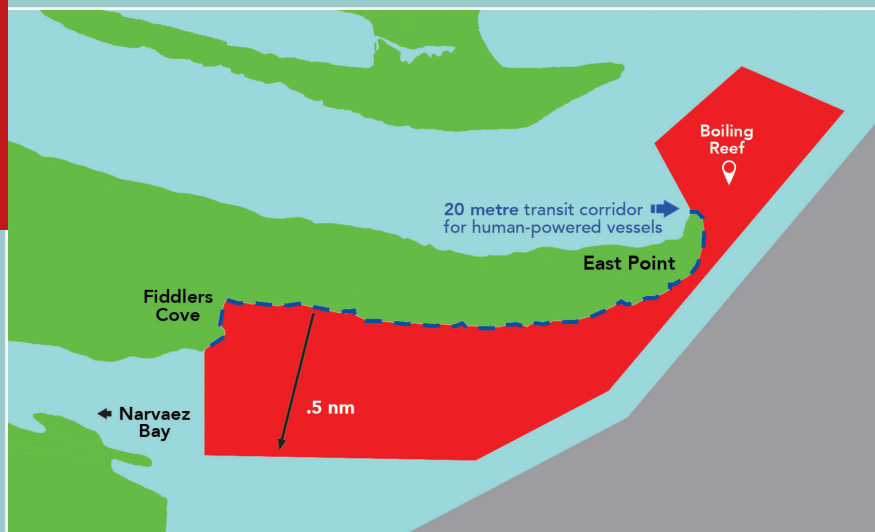 Boiling
Reef
20 metre transit corridor
for human-powered vessels
East Point
Fiddlers
Cove
.5 nm
Narvaez
Bay